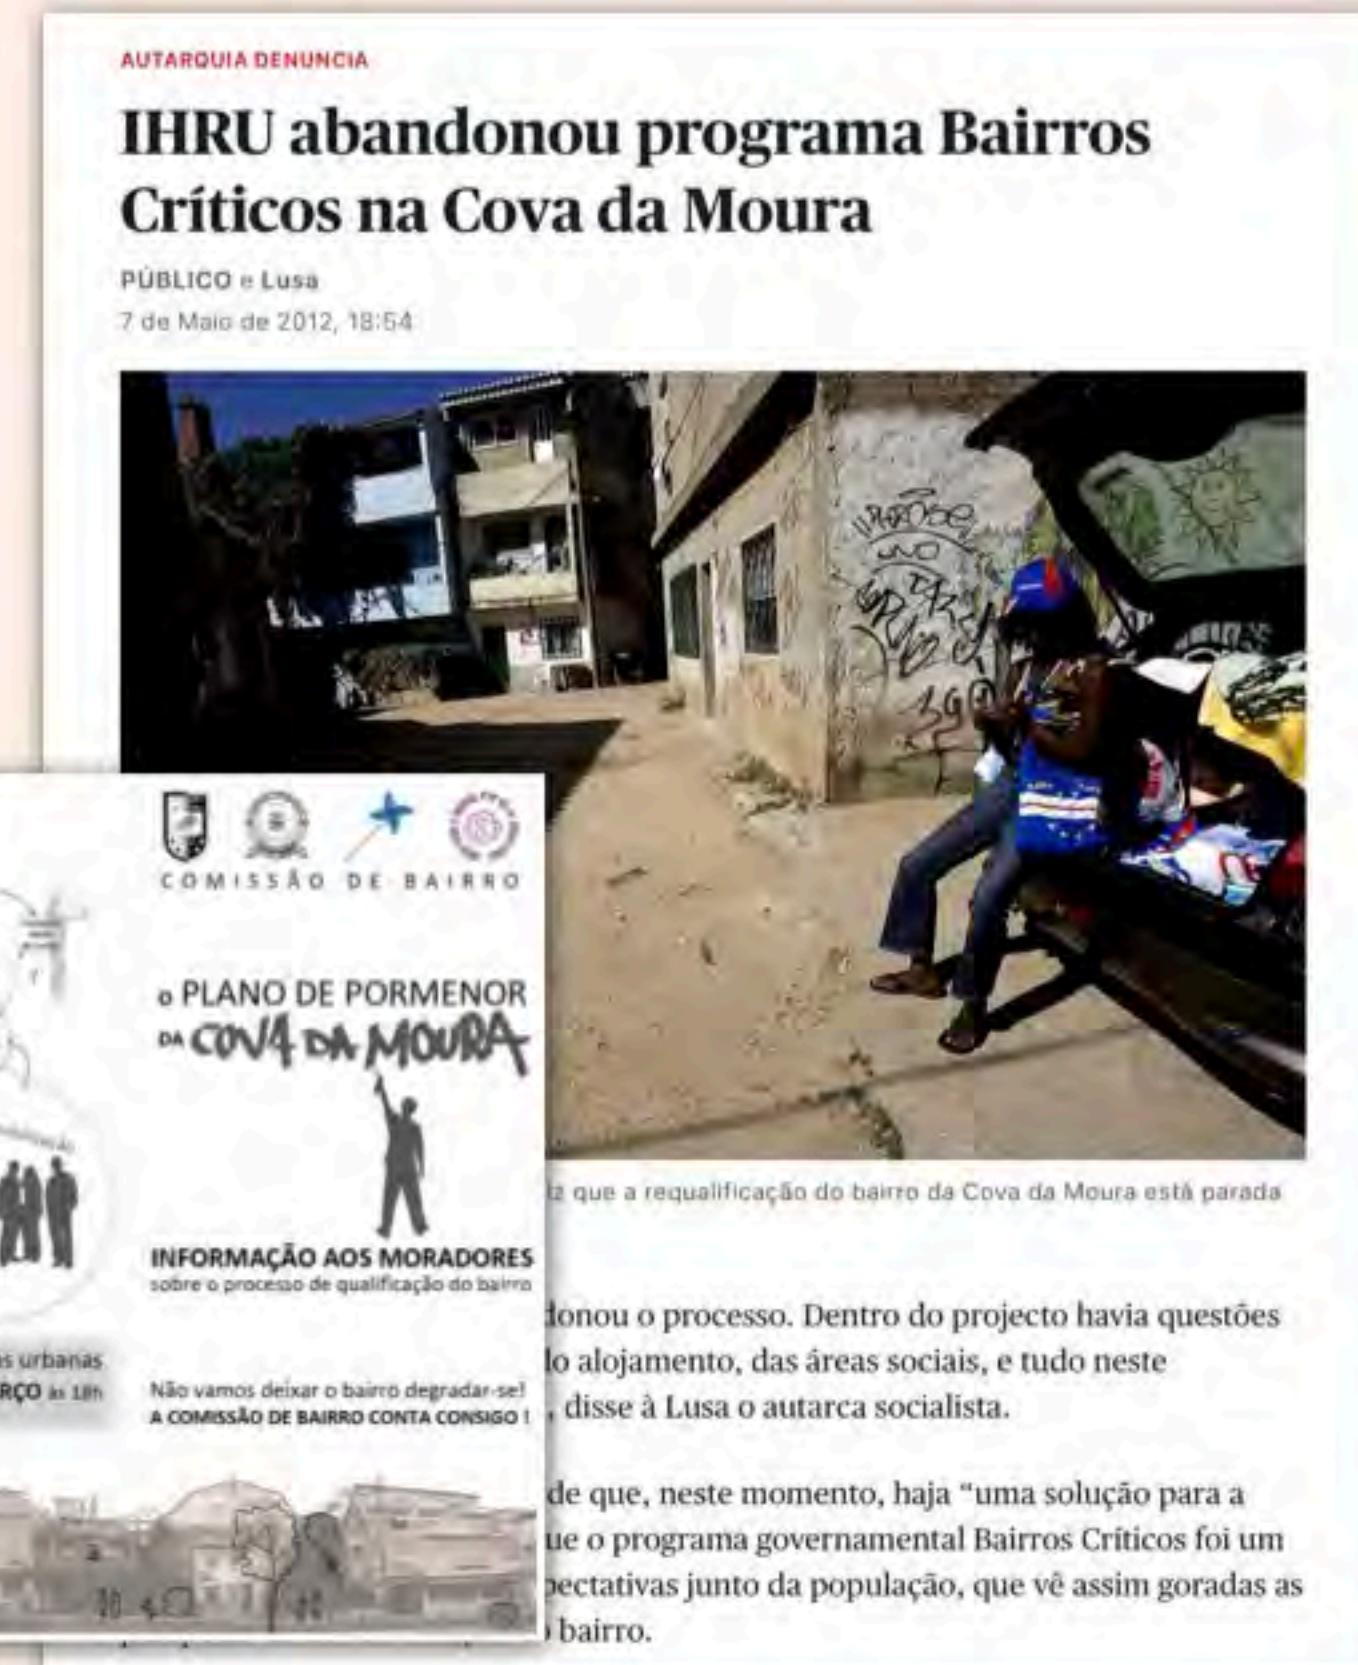 AUTARQUIA DENUNCIA
IHRU abandonou programa Bairros
Críticos na Cova da Moura
PÚBLICO e Lusa
7 de Maio de 2012, 18:54
COMISSÃO DE BAIRRO
o PLANO DE PORMENOR
DA COVA DA MOURA
INFORMAÇÃO AOS MORADORES
sobre o processo de qualificação do bairro
urbanas
às 18h
Não vamos deixar o bairro degradar-se!
A COMISSÃO DE BAIRRO CONTA CONSIGO !
que a requalificação do bairro da Cova da Moura está parada
donou o processo. Dentro do projecto havia questões
lo alojamento, das áreas sociais, e tudo neste
, disse à Lusa o autarca socialista.
de que, neste momento, haja “uma solução para a
ue o programa governamental Bairros Críticos foi um
pectativas junto da população, que vê assim goradas as
bairro.